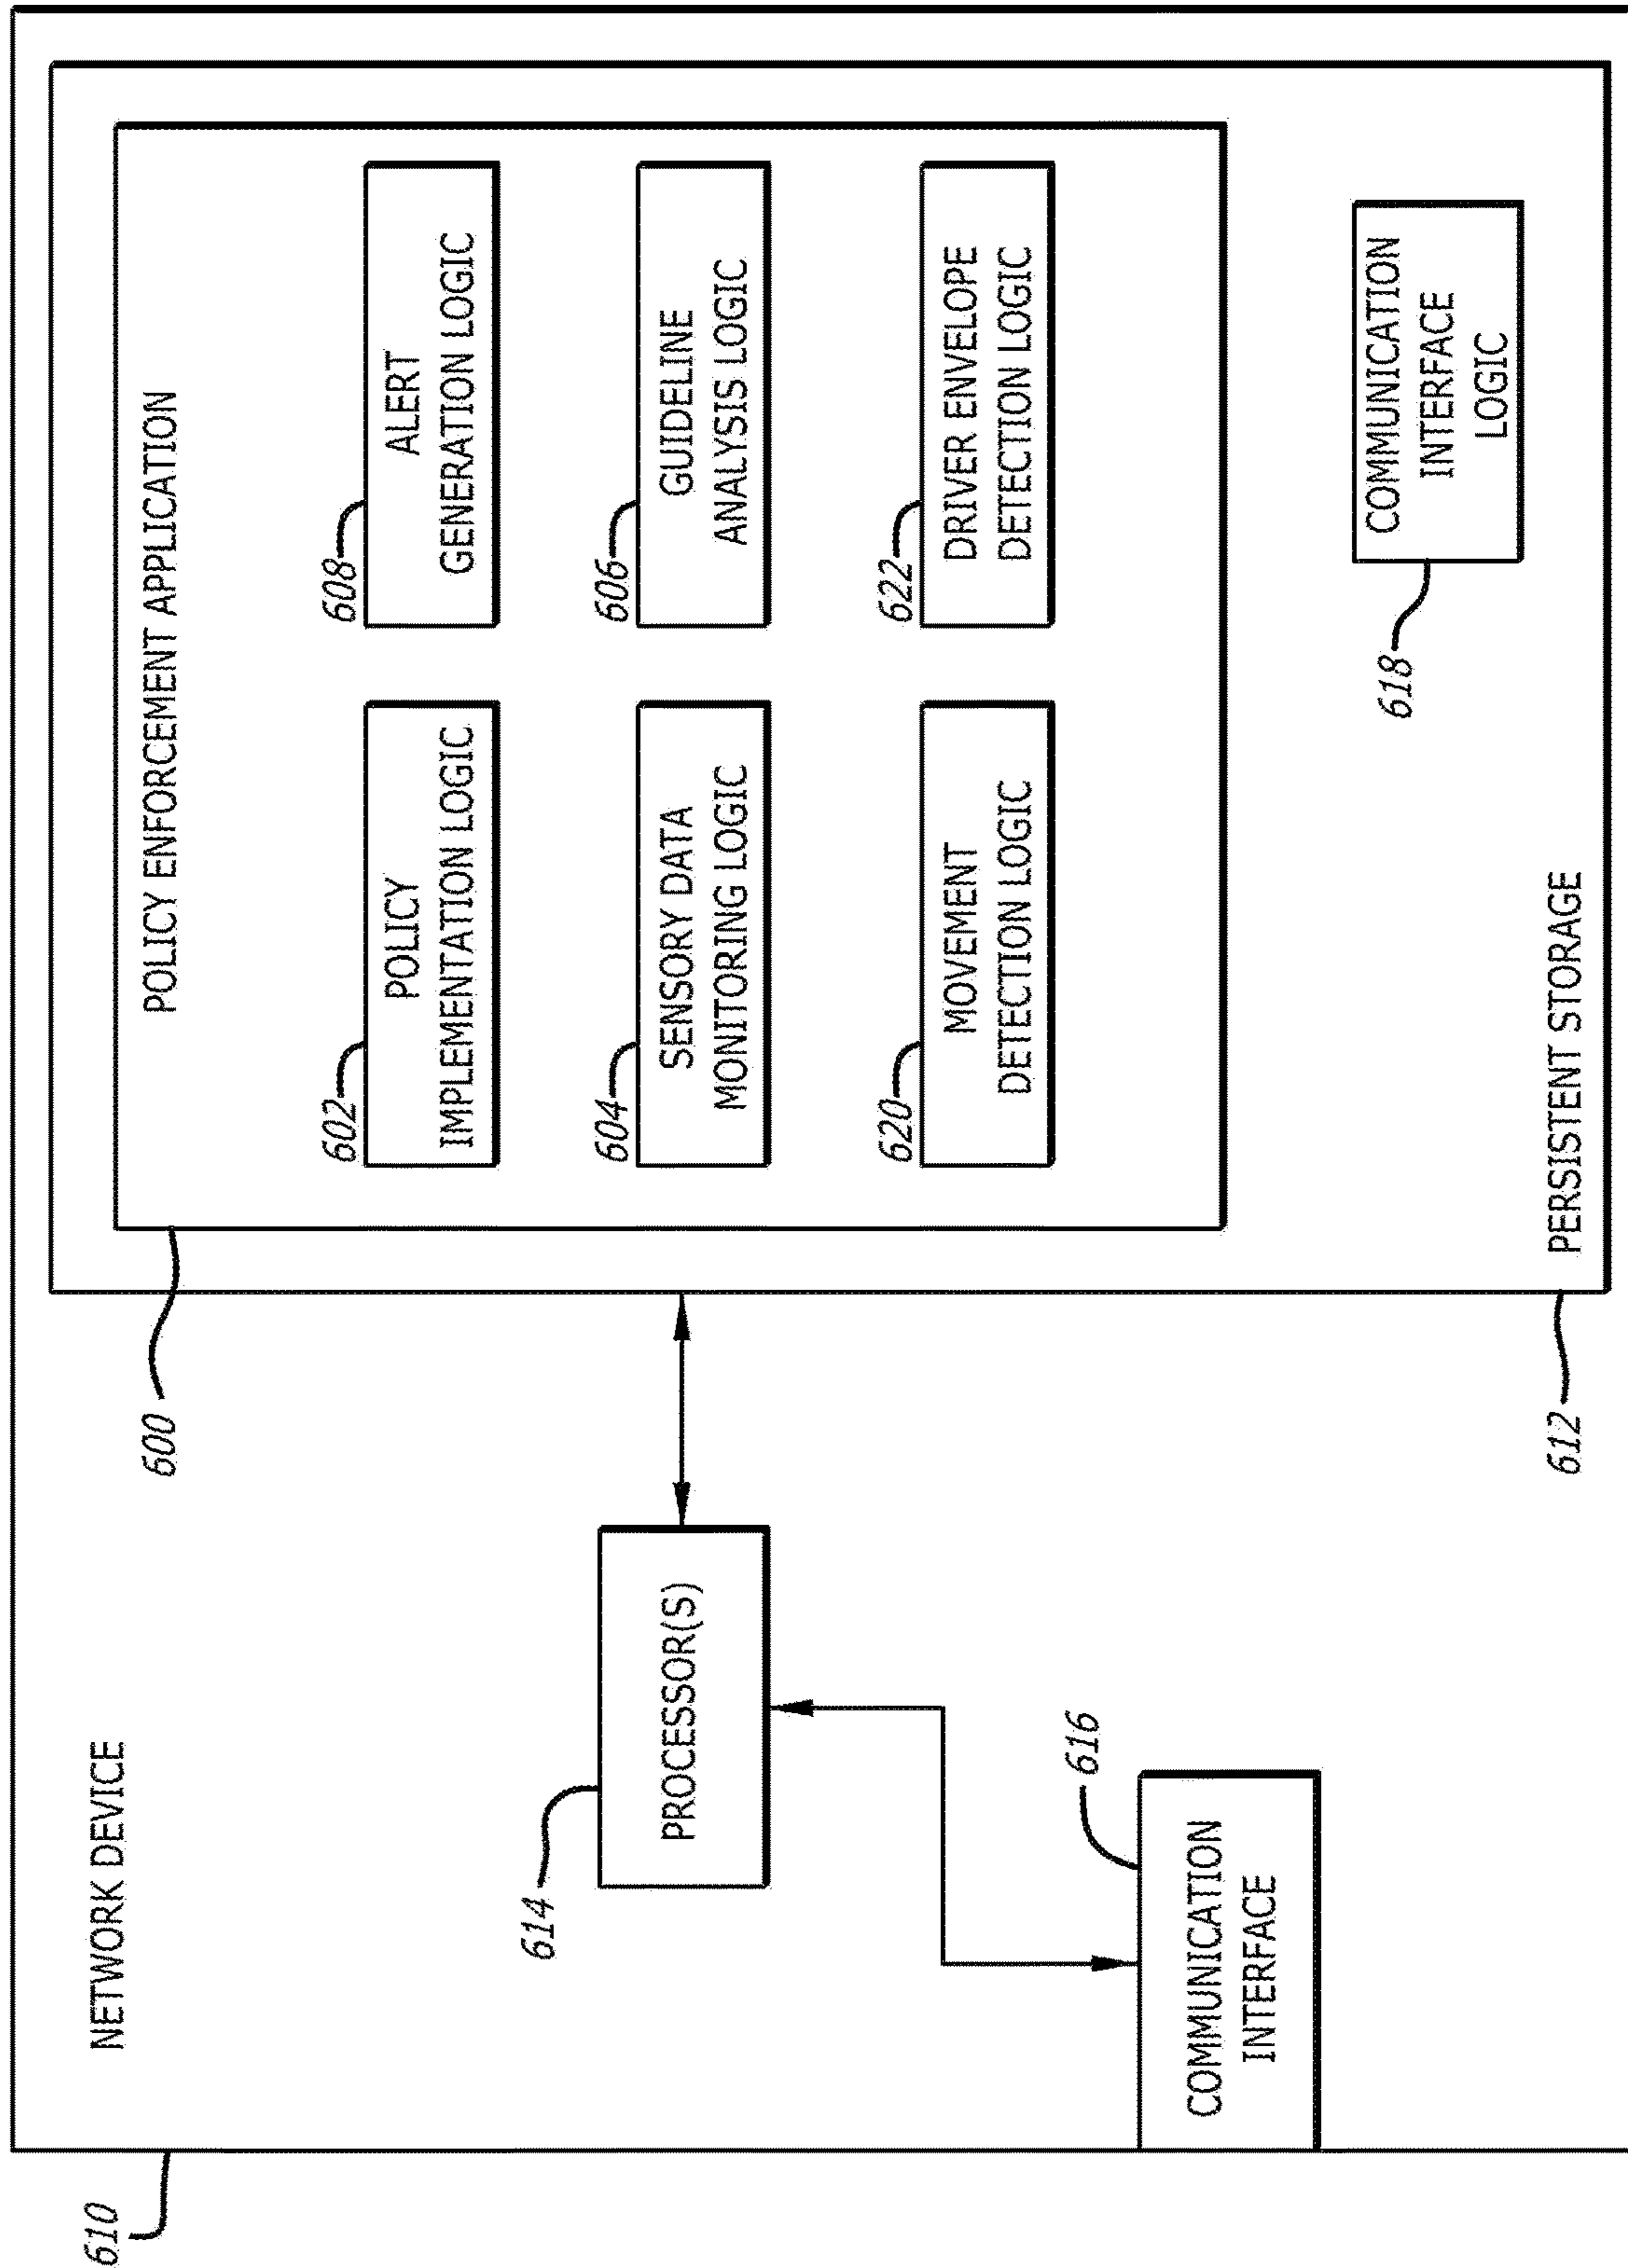 610
NETWORK DEVICE
614
PROCESSOR(S)
616
COMMUNICATION
INTERFACE
600
POLICY ENFORCEMENT APPLICATION
602
POLICY
IMPLEMENTATION LOGIC
608
ALERT
GENERATION LOGIC
604
SENSORY DATA
MONITORING LOGIC
606
GUIDELINE
ANALYSIS LOGIC
620
MOVEMENT
DETECTION LOGIC
622
DRIVER ENVELOPE
DETECTION LOGIC
618
COMMUNICATION
INTERFACE
LOGIC
612
PERSISTENT STORAGE